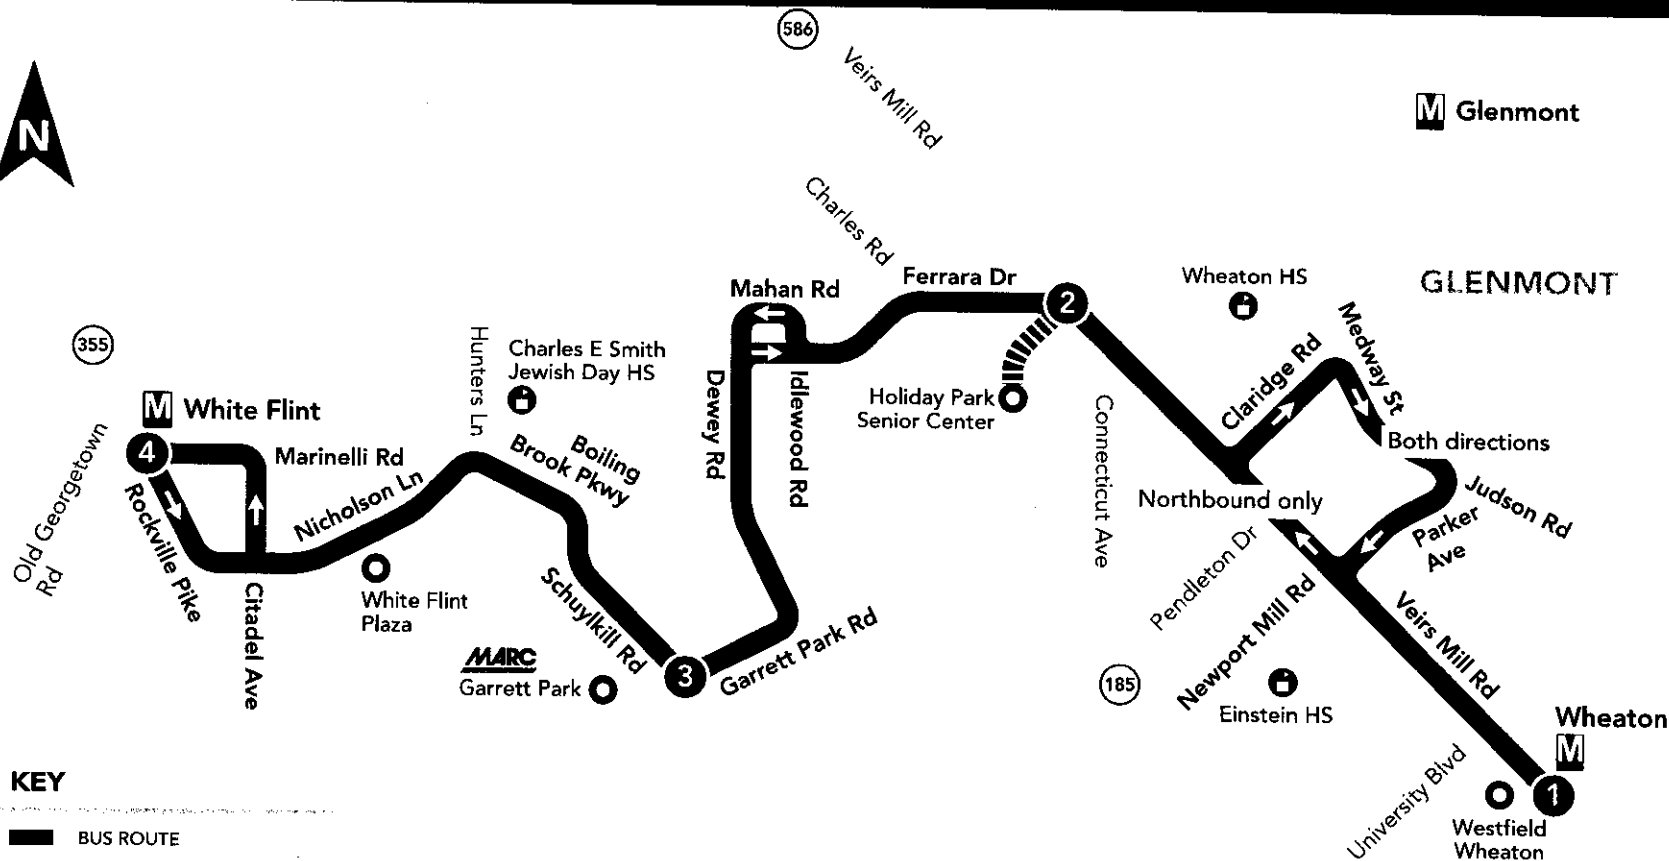 586
Veirs Mill Rd
N
M Glenmont
Charles Rd
Ferrara Dr
Mahan Rd
2
Wheaton HS
GLENMONT
355
Hunters Ln
Charles E Smith
Jewish Day HS
Medway St
Claridge Rd
M White Flint
Dewey Rd
Idlewood Rd
Holiday Park
Senior Center
Connecticut Ave
Old Georgetown
Rd
4
Marinelli Rd
Boiling
Brook Pkwy
Both directions
Nicholson Ln
Northbound only
Judson Rd
Parker
Ave
Rockville Pike
Citadel Ave
White Flint
Plaza
Schuylkill Rd
Pendleton Dr
Newport Mill Rd
Veirs Mill Rd
MARC
Garrett Park
3
Garrett Park Rd
185
Einstein HS
Wheaton
M
KEY
University Blvd
1
BUS ROUTE
Westfield
Wheaton